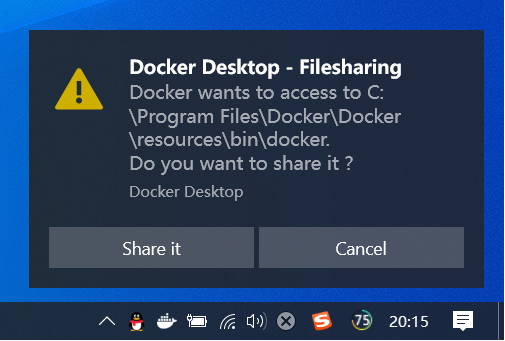 Docker Desktop - Filesharing
Docker wants to access to C:
\Program Files\Docker\Docker
\resources\bin\docker.
Do you want to share it ?
Docker Desktop
Share it
Cancel
S
75
20:15